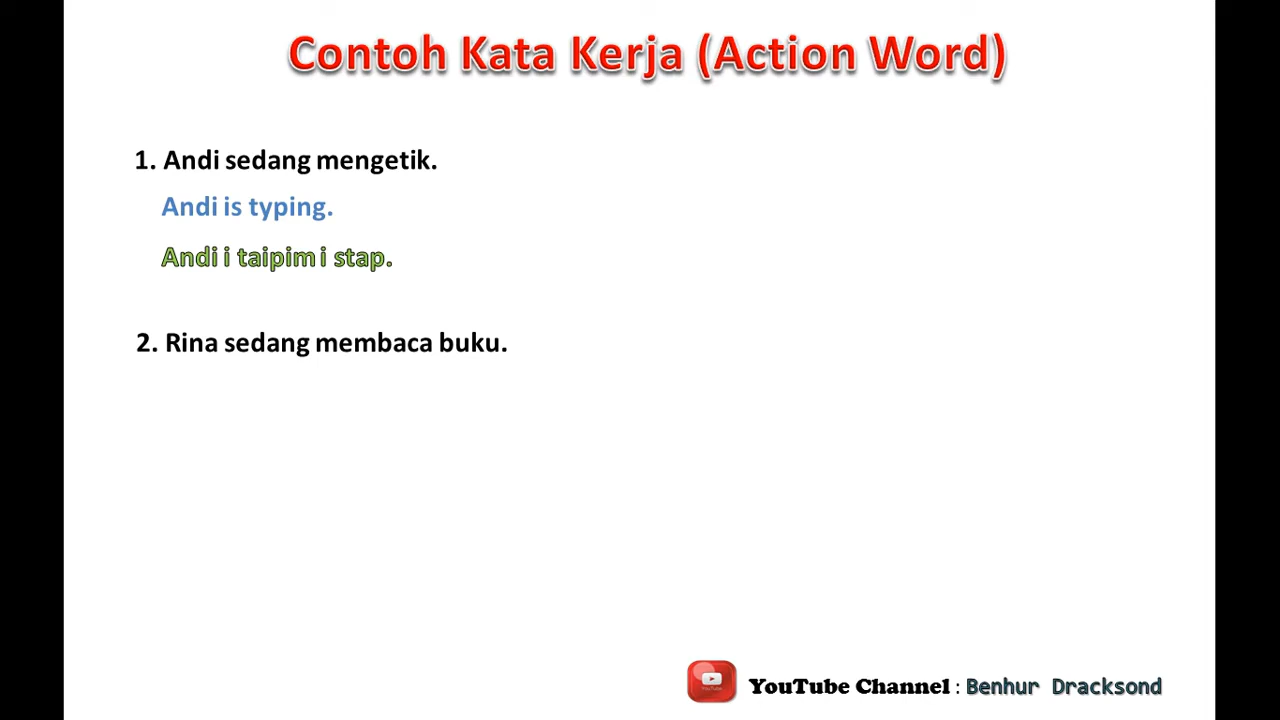 Contoh Kata Kerja (Action Word)
1. Andi sedang mengetik.
Andi is typing.
Andi i taipim i stap.
2. Rina sedang membaca buku.
YouTube Channel : Benhur Dracksond